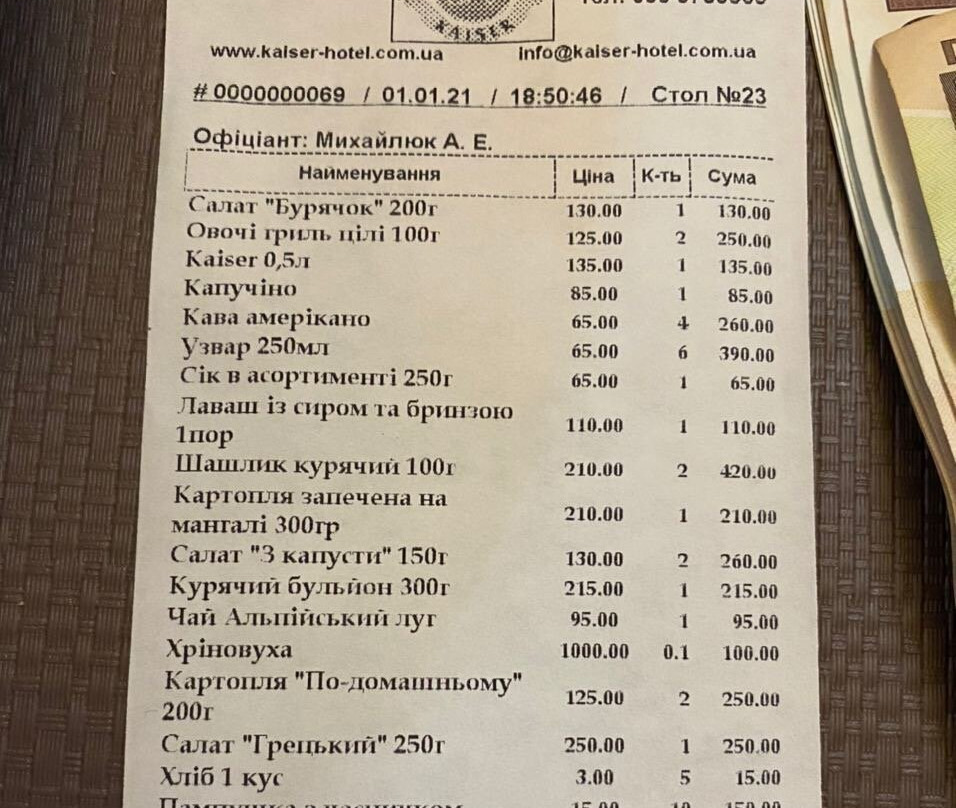 KAISER
www.kaiser-hotel.com.ua info@kaiser-hotel.com.ua
# 0000000069 / 01.01.21 / 18:50:46 / Стол №23
Офіціант: Михайлюк А. Е.
Найменування Ціна К-ть Сума
Салат "Бурячок" 200г 130.00 1 130.00
Овочі гриль цілі 100г 125.00 2 250.00
Kaiser 0,5л 135.00 1 135.00
Капучіно 85.00 1 85.00
Кава амерікано 65.00 4 260.00
Узвар 250мл 65.00 6 390.00
Сік в асортименті 250г 65.00 1 65.00
Лаваш із сиром та бринзою
1пор 110.00 1 110.00
Шашлик курячий 100г 210.00 2 420.00
Картопля запечена на
мангалі 300гр 210.00 1 210.00
Салат "З капусти" 150г 130.00 2 260.00
Курячий бульйон 300г 215.00 1 215.00
Чай Альпійський луг 95.00 1 95.00
Хріновуха 1000.00 0.1 100.00
Картопля "По-домашньому"
200г 125.00 2 250.00
Салат "Грецький" 250г 250.00 1 250.00
Хліб 1 кус 3.00 5 15.00
Пампушка з часником 15.00 10 150.00